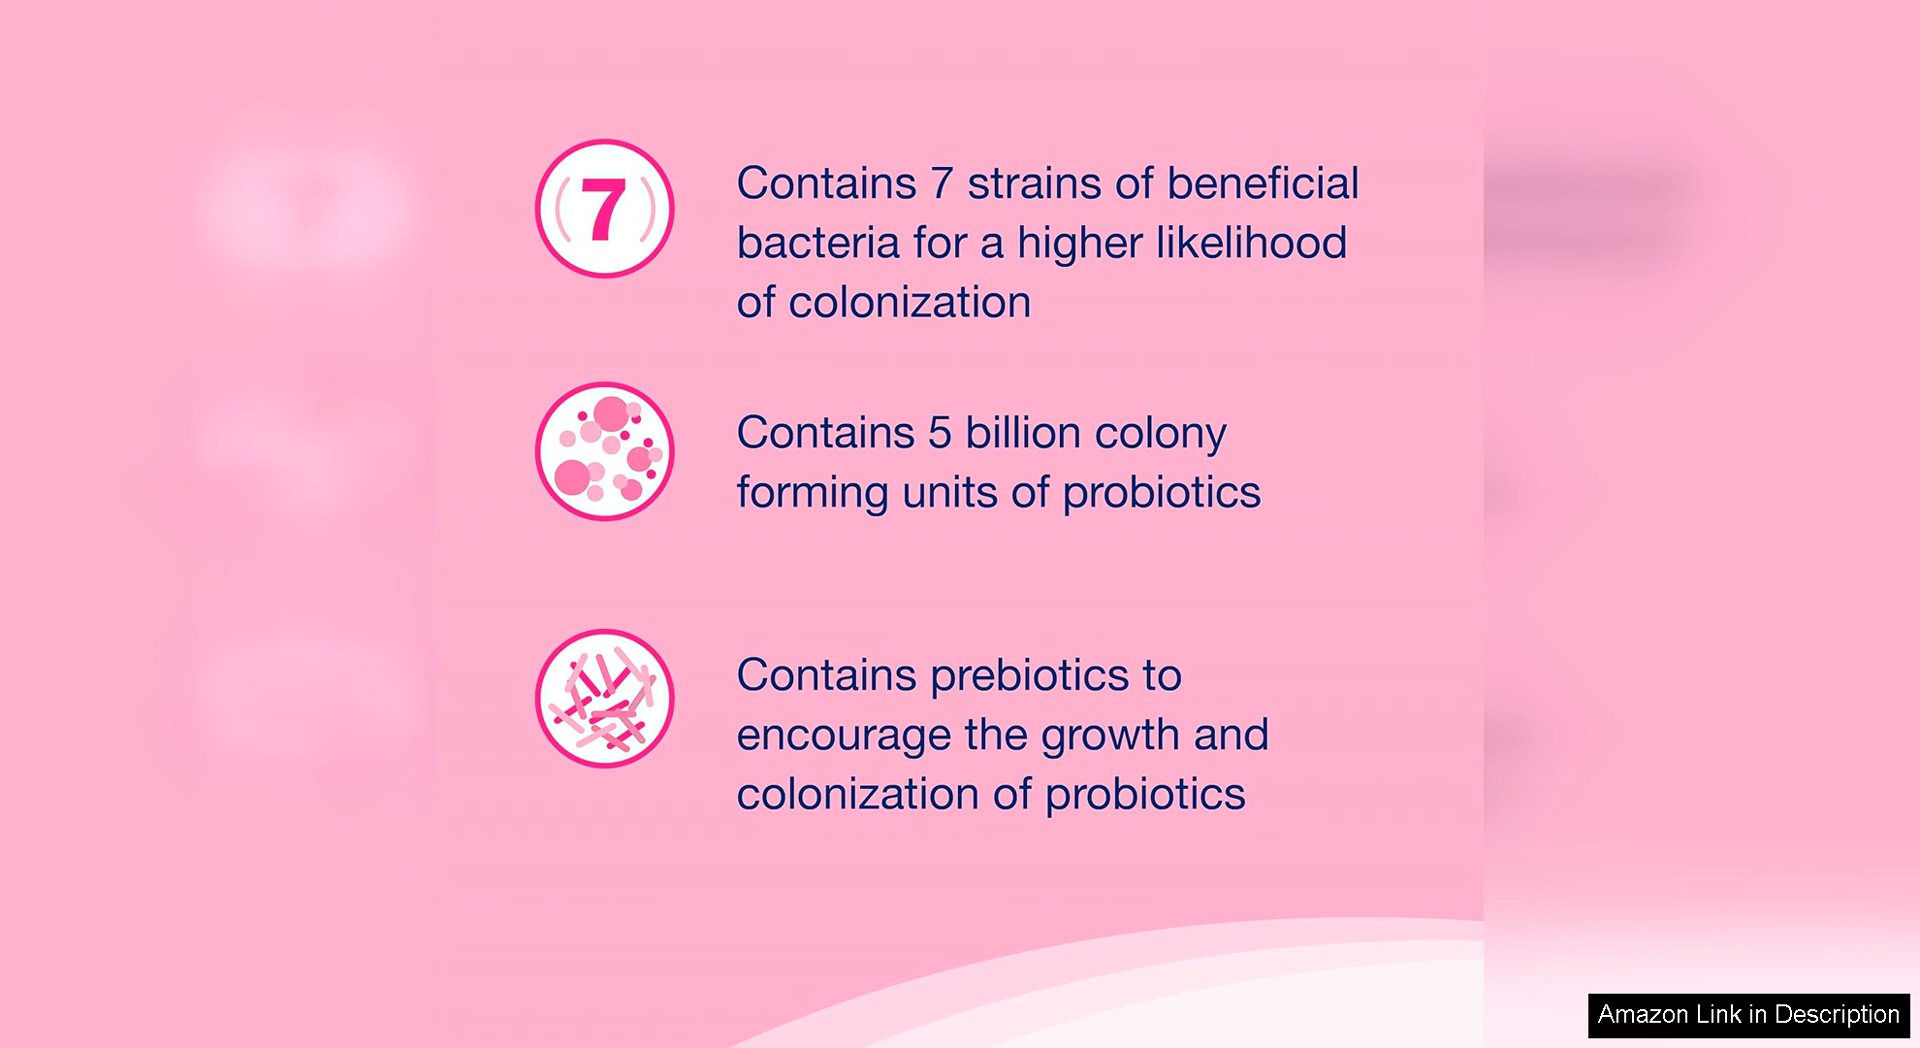 7
Contains 7 strains of beneficial
bacteria for a higher likelihood
of colonization
Contains 5 billion colony
forming units of probiotics
Contains prebiotics to
encourage the growth and
colonization of probiotics
Amazon Link in Description